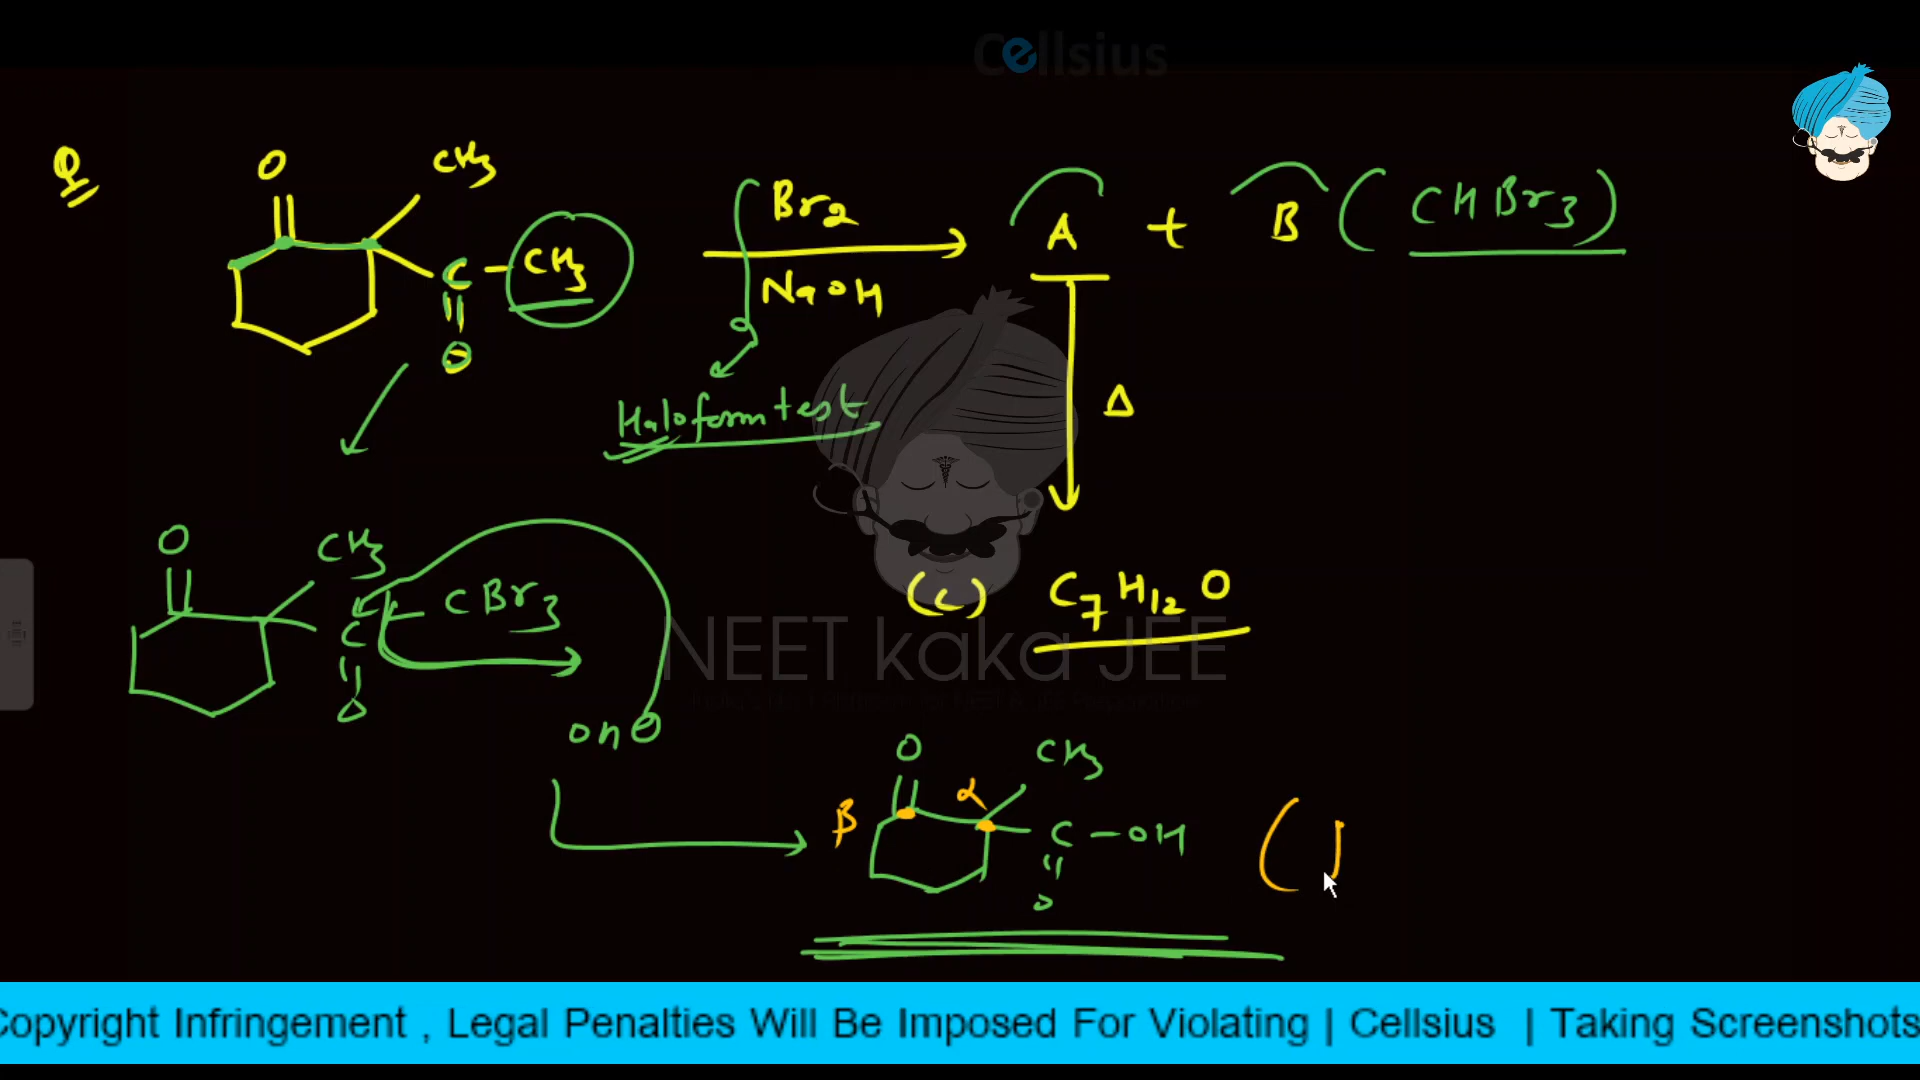 Cellsius
Q
O
CH3
C - CH3
O
Br2
NaOH
A + B (CHBr3)
Haloform test
Δ
(C) C7H12O
O
CH3
C - CBr3
O
OH⊖
NEET kaka JEE
O
CH3
β
α
C - OH
O
Copyright Infringement , Legal Penalties Will Be Imposed For Violating | Cellsius | Taking Screenshots